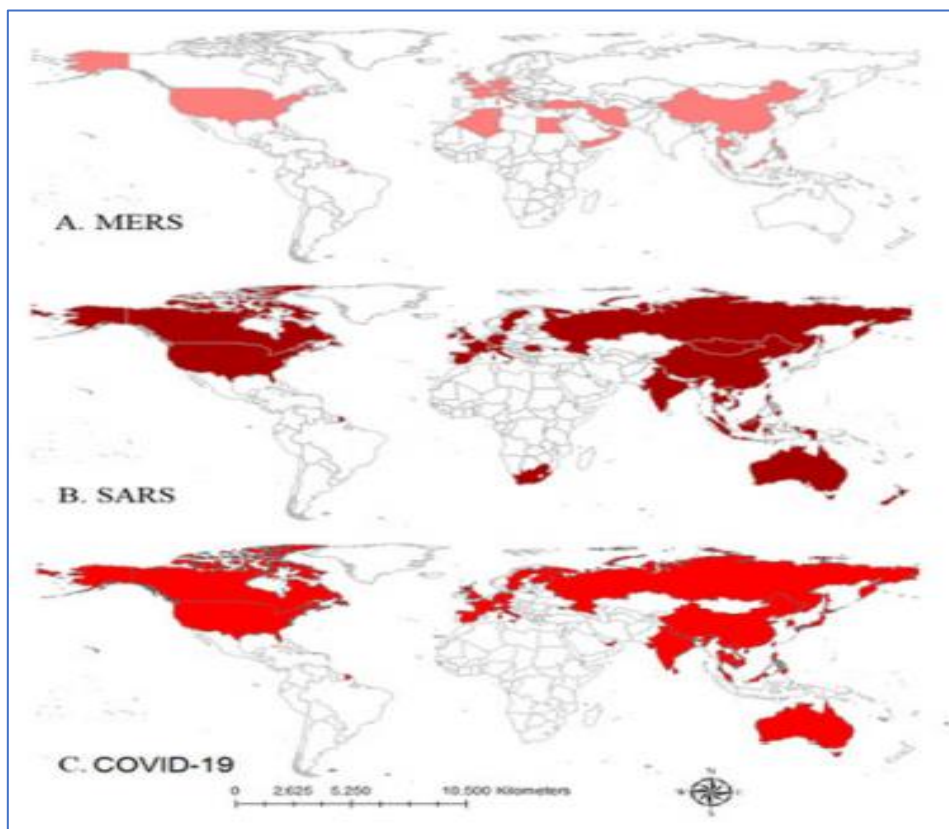 A. MERS
B. SARS
C. COVID-19
0 2.625 5.250 10.500 Kilometers
N
W E
S